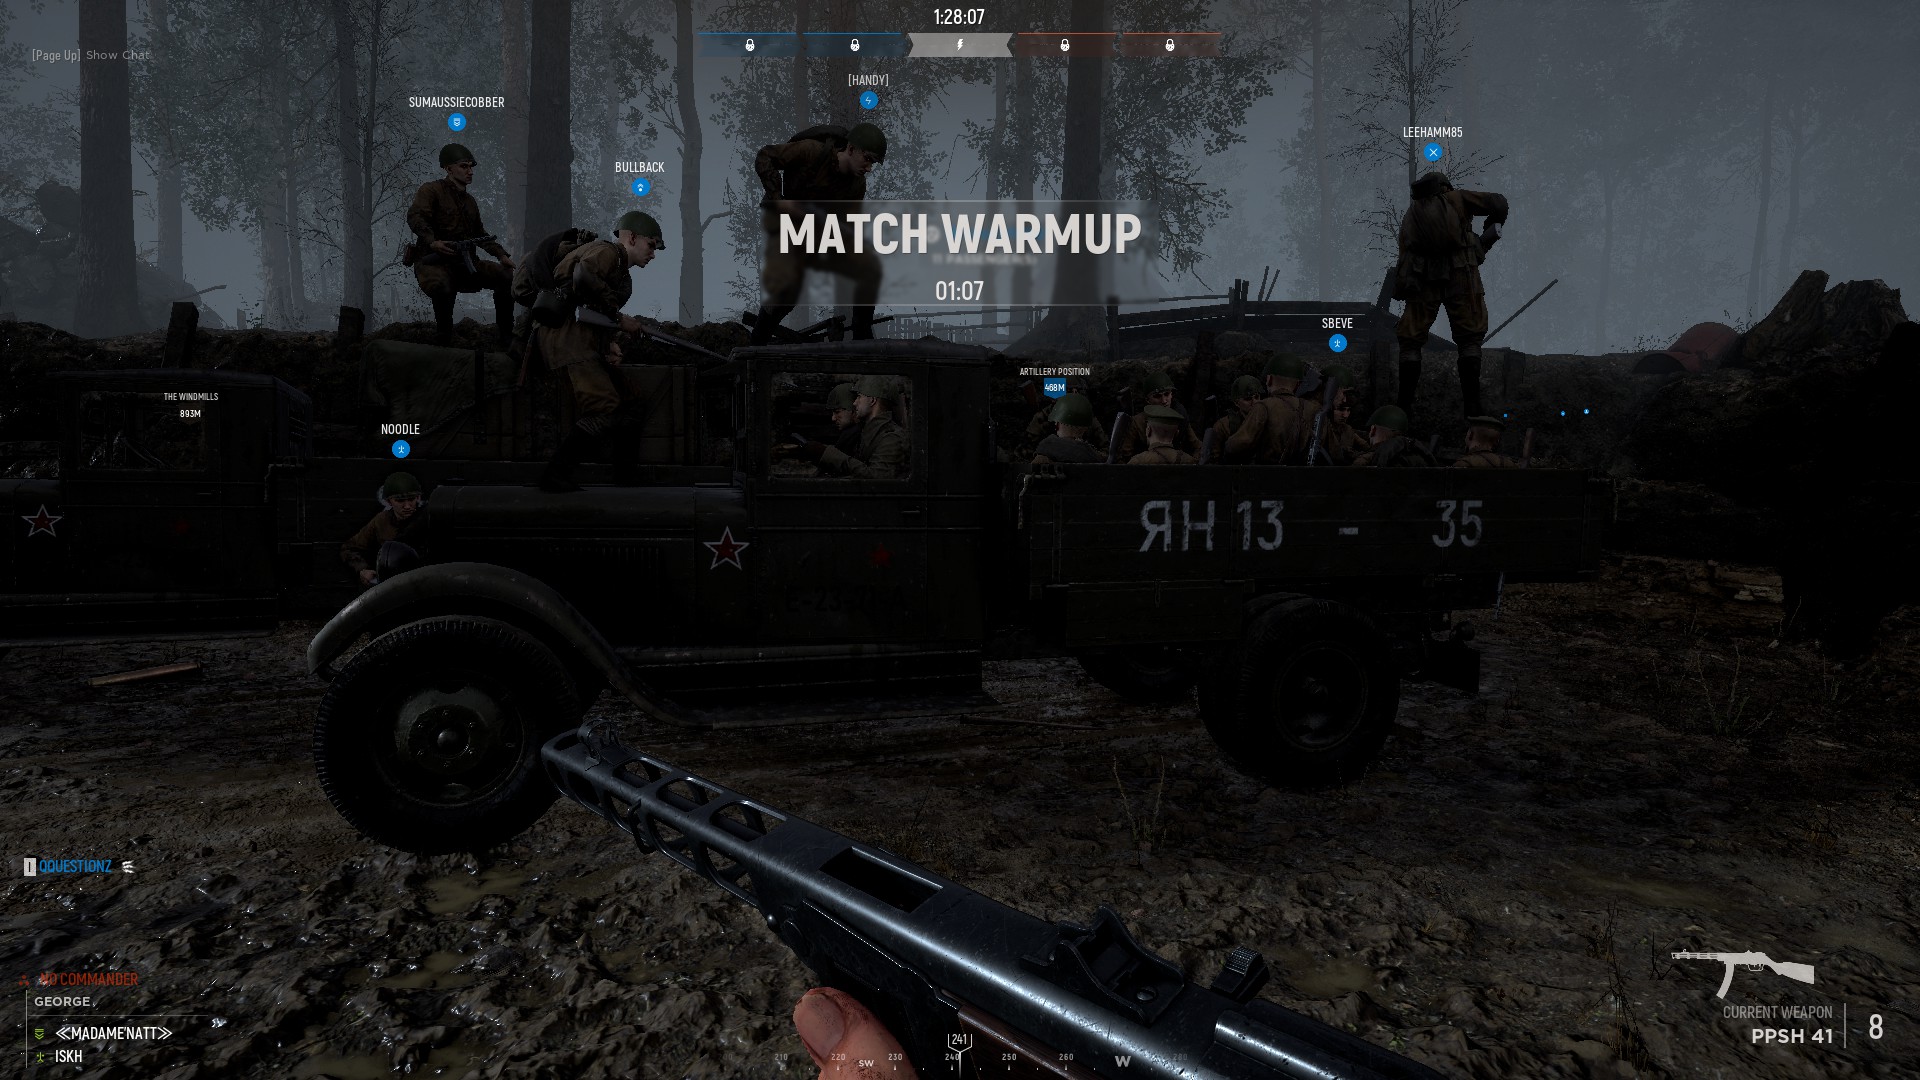 1:28:07
[Page Up] Show Chat
[HANDY]
SUMAUSSIECOBBER
LEEHAMM85
BULLBACK
MATCH WARMUP
01:07
SBEVE
ARTILLERY POSITION
468M
THE WINDMILLS
893M
NOODLE
ЯН 13 - 35
I QQUESTIONZ
NO COMMANDER
GEORGE
≪MADAME'NATT≫
ISKH
CURRENT WEAPON
PPSH 41
8
241
210 220 SW 230 240 250 260 W 280